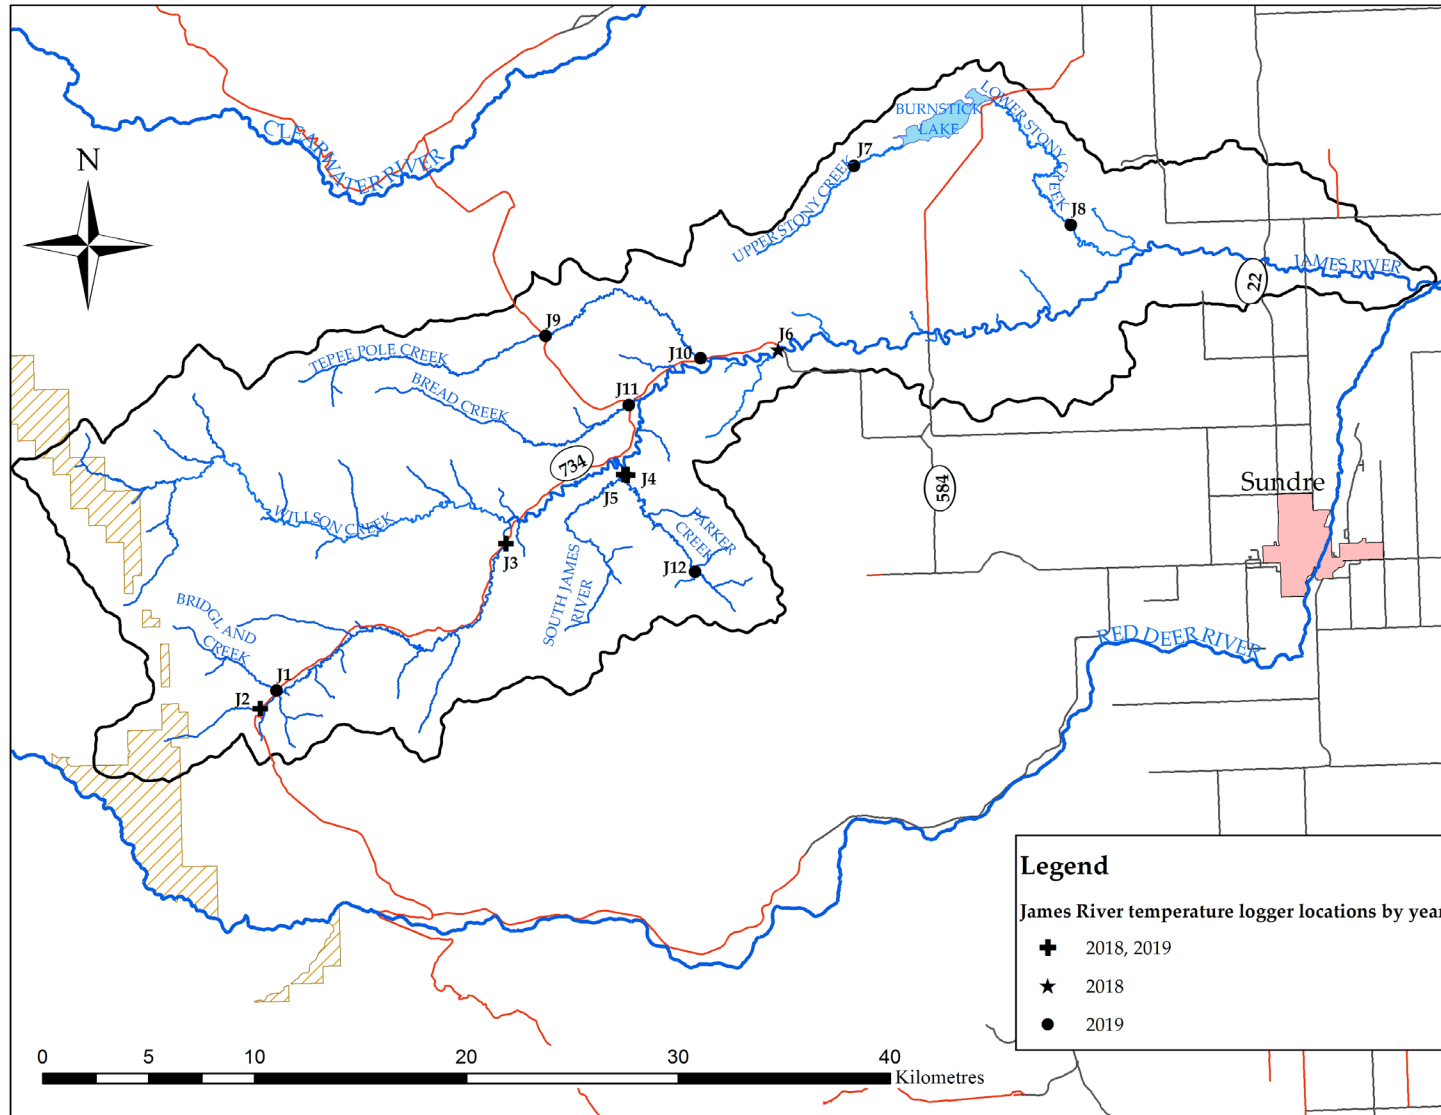 CLEARWATER RIVER
N
BURNSTICK
LAKE
LOWER STONY CREEK
J7
UPPER STONY CREEK
J8
JAMES RIVER
22
J9
TEPEE POLE CREEK
J10
J6
BREAD CREEK
J11
734
J4
J5
584
Sundre
WILLSON CREEK
PARKER
CREEK
J3
J12
SOUTH JAMES
RIVER
BRIDGLAND
CREEK
J1
J2
RED DEER RIVER
Legend
James River temperature logger locations by year
2018, 2019
2018
2019
0 5 10 20 30 40
Kilometres